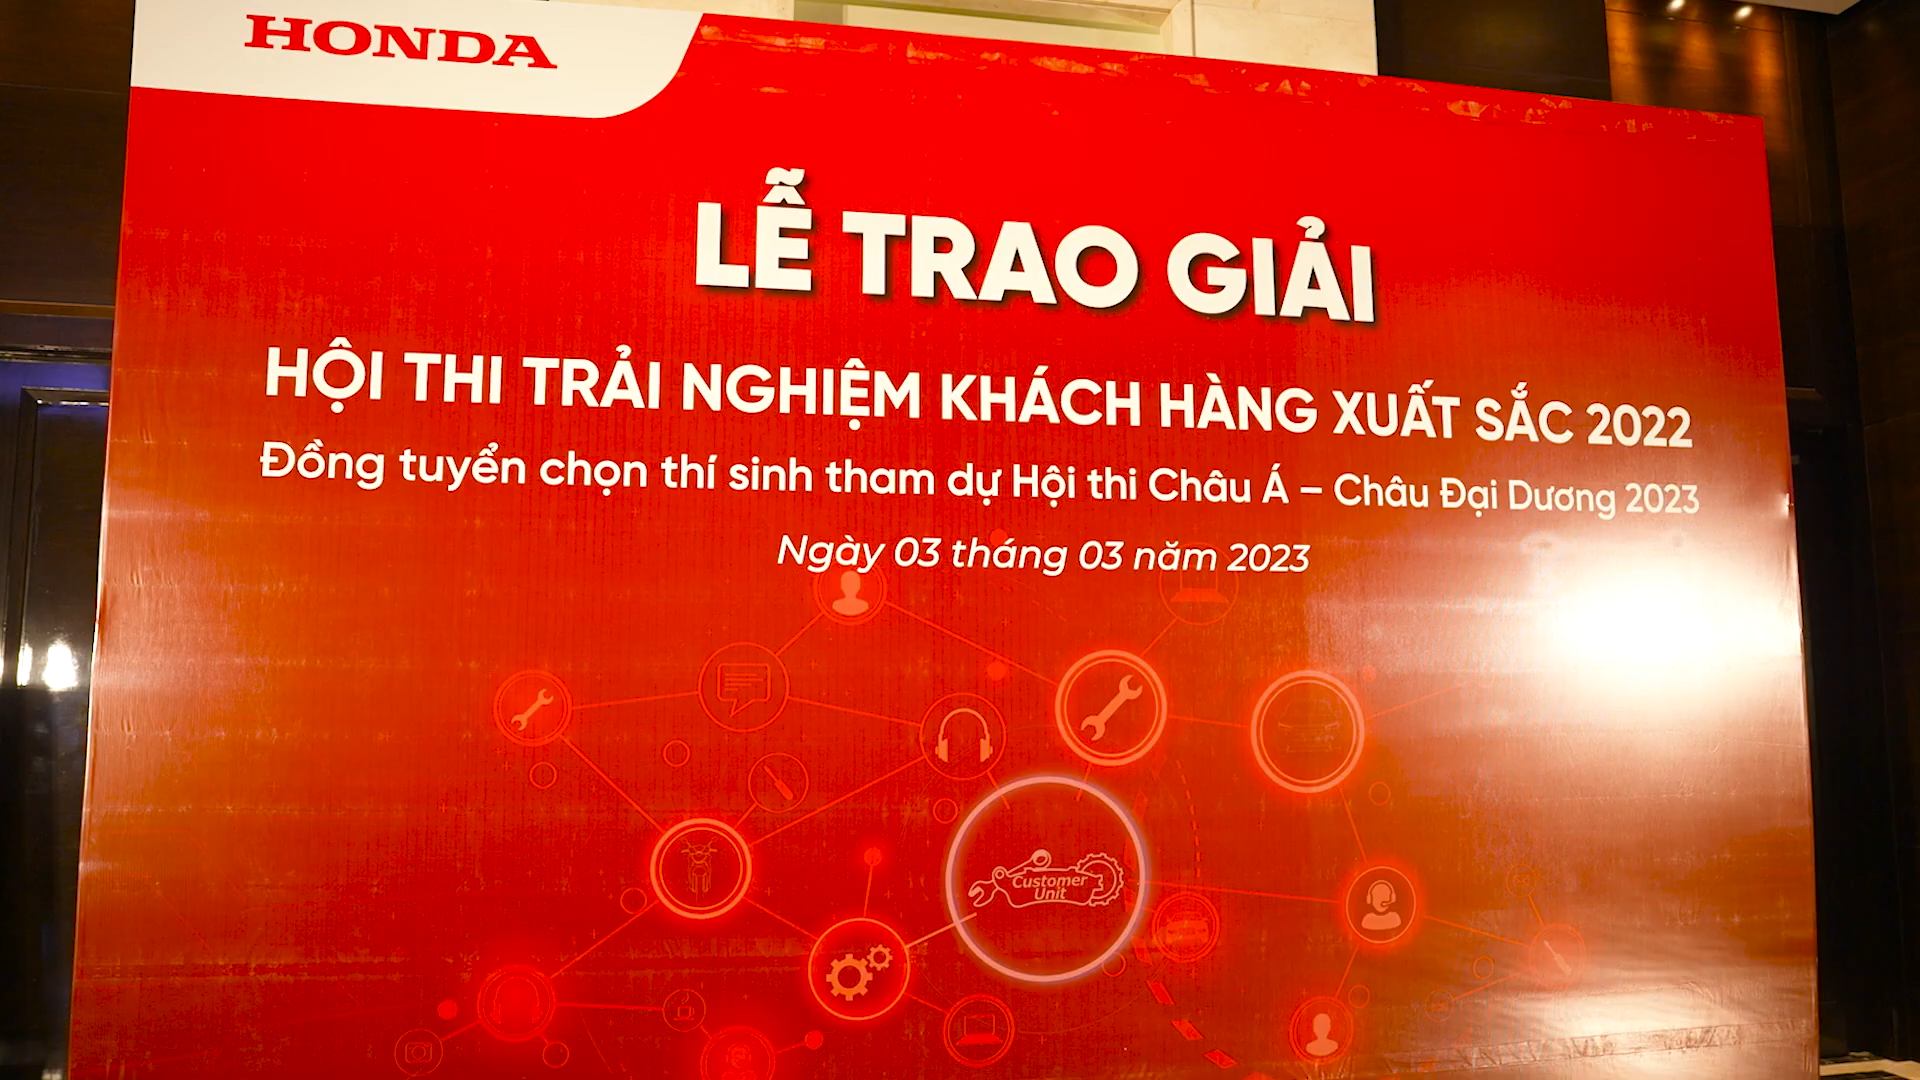 HONDA
LỄ TRAO GIẢI
HỘI THI TRẢI NGHIỆM KHÁCH HÀNG XUẤT SẮC 2022
Đồng tuyển chọn thí sinh tham dự Hội thi Châu Á – Châu Đại Dương 2023
Ngày 03 tháng 03 năm 2023
Customer
Unit